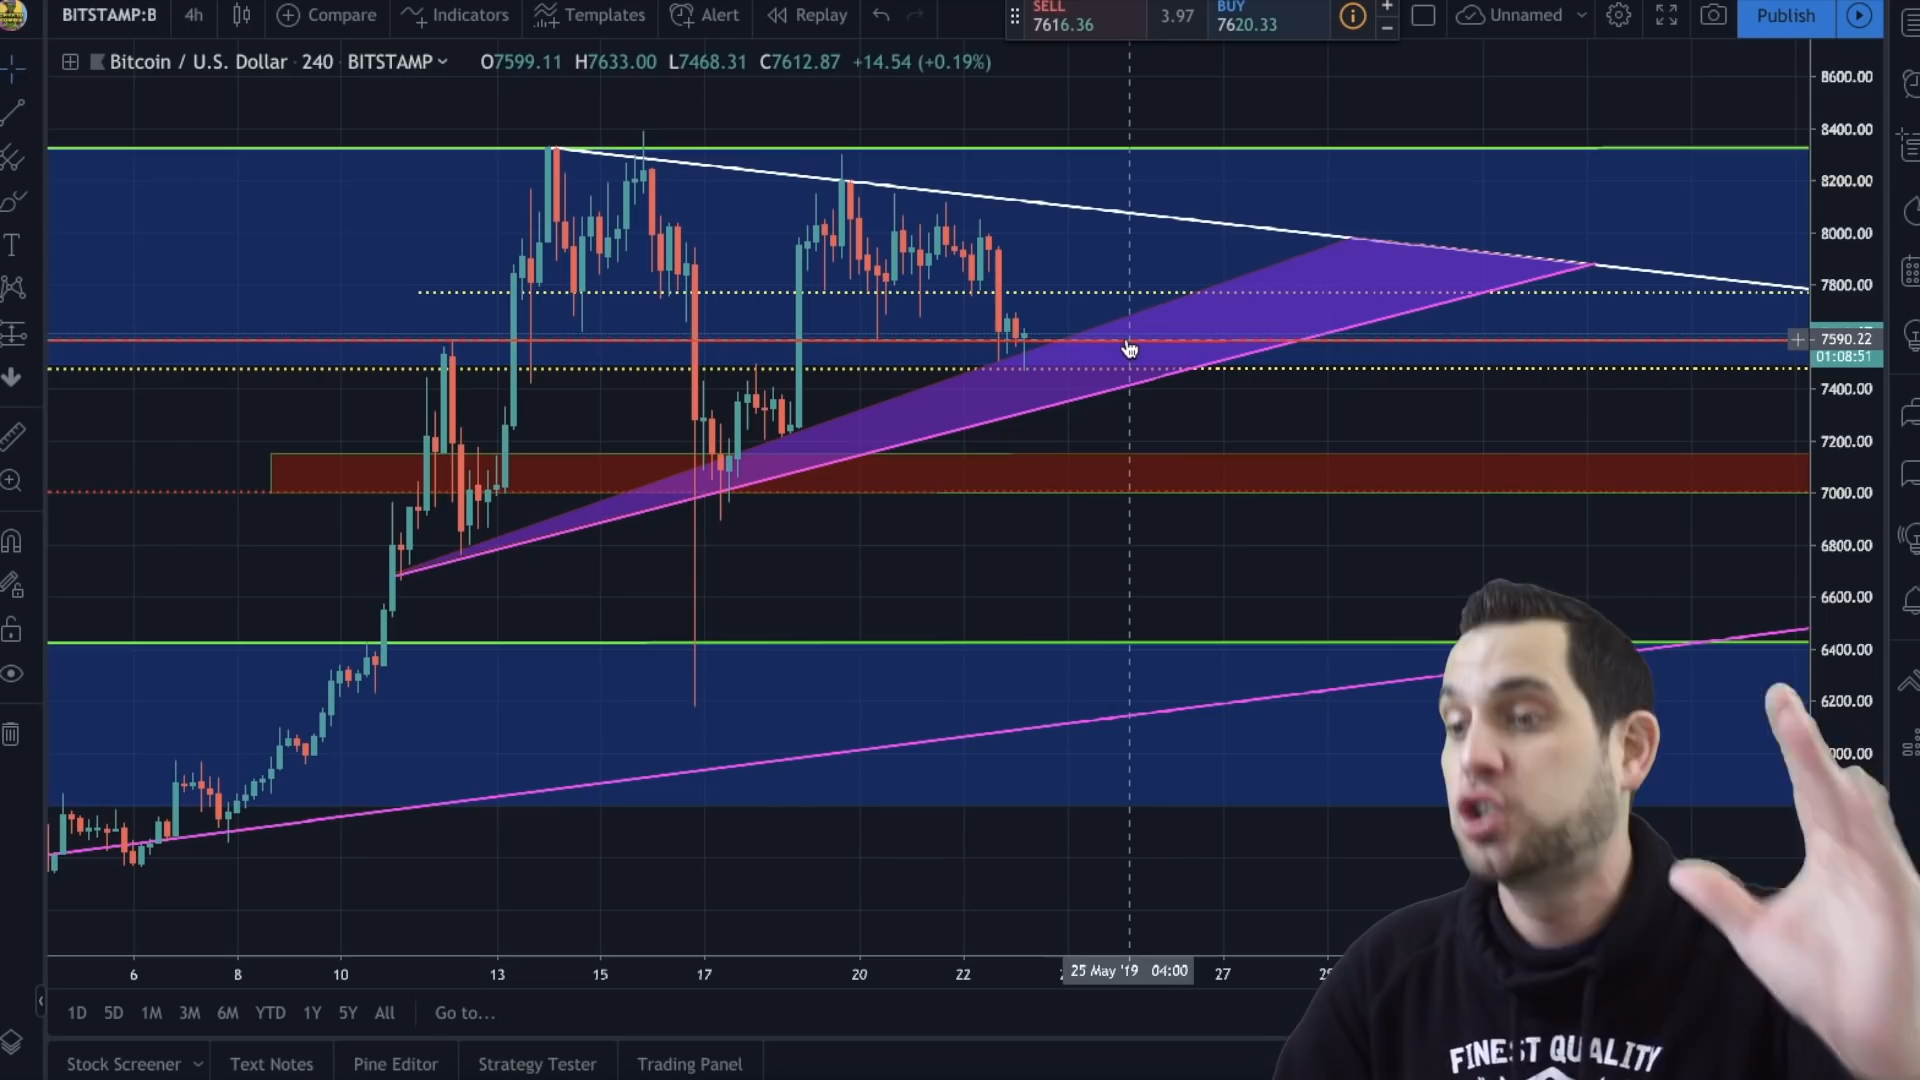 BITSTAMP:B 4h Compare Indicators Templates Alert Replay SELL 7616.36 3.97 BUY 7620.33 Unnamed Publish
Bitcoin / U.S. Dollar 240 BITSTAMP O7599.11 H7633.00 L7468.31 C7612.87 +14.54 (+0.19%)
8600.00
8400.00
8200.00
8000.00
7800.00
7590.22
01:08:51
7400.00
7200.00
7000.00
6800.00
6600.00
6400.00
6200.00
000.00
6 8 10 13 15 17 20 22 25 May '19 04:00 27
1D 5D 1M 3M 6M YTD 1Y 5Y All Go to...
Stock Screener Text Notes Pine Editor Strategy Tester Trading Panel
FINEST QUALITY